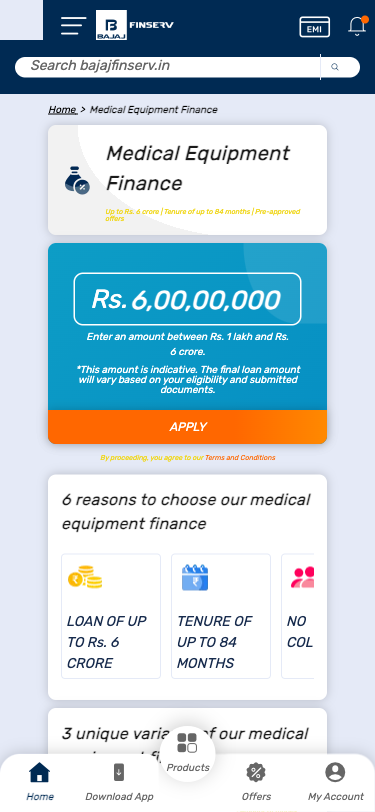 BAJAJ FINSERV
EMI
Search bajajfinserv.in
Home > Medical Equipment Finance
Medical Equipment
Finance
Up to Rs. 6 crore | Tenure of up to 84 months | Pre-approved
offers
Rs. 6,00,00,000
Enter an amount between Rs. 1 lakh and Rs.
6 crore.
*This amount is indicative. The final loan amount
will vary based on your eligibility and submitted
documents.
APPLY
By proceeding, you agree to our Terms and Conditions
6 reasons to choose our medical
equipment finance
LOAN OF UP
TO Rs. 6
CRORE
TENURE OF
UP TO 84
MONTHS
NO
COL
3 unique varia of our medical
Products
Home
Download App
Offers
My Account